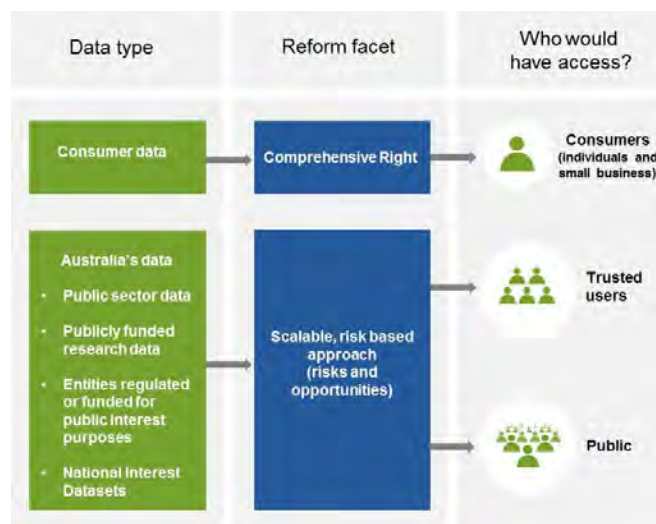 Data type
Reform facet
Who would
have access?
Consumer data
Comprehensive Right
Consumers
(individuals and
small business)
Australia's data
• Public sector data
• Publicly funded
research data
• Entities regulated
or funded for
public interest
purposes
• National Interest
Datasets
Scalable, risk based
approach
(risks and
opportunities)
Trusted
users
Public